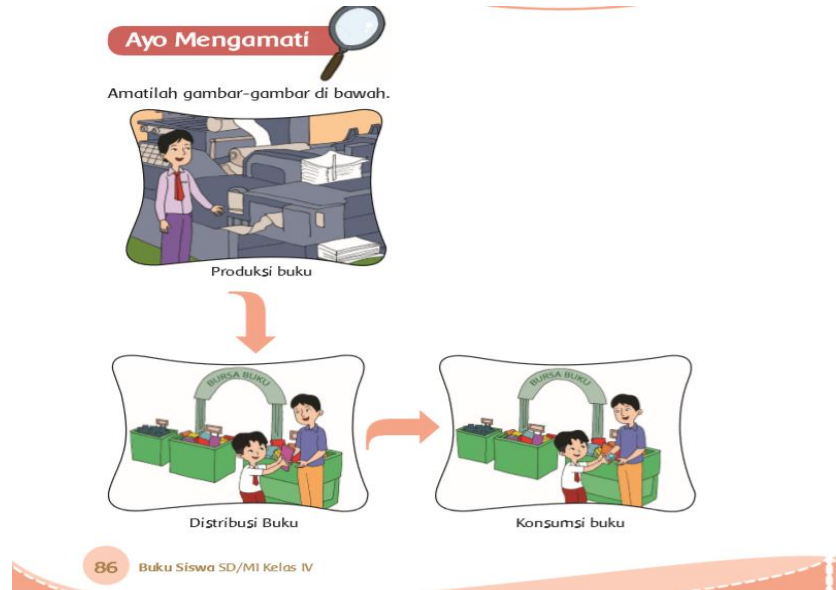 Ayo Mengamati
Amatilah gambar-gambar di bawah.
Produksi buku
BURSA BUKU
BURSA BUKU
Distribusi Buku
Konsumsi buku
86 Buku Siswa SD/MI Kelas IV